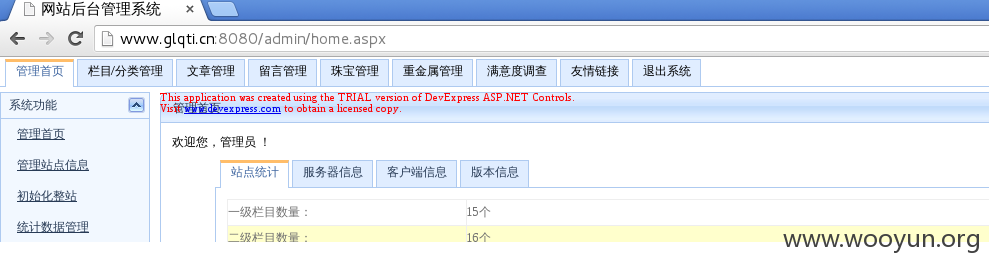 网站后台管理系统
www.glqti.cn:8080/admin/home.aspx
管理首页 栏目/分类管理 文章管理 留言管理 珠宝管理 重金属管理 满意度调查 友情链接 退出系统
系统功能
This application was created using the TRIAL version of DevExpress ASP.NET Controls.
管理首页
Visit www.devexpress.com to obtain a licensed copy.
管理首页
欢迎您，管理员！
管理站点信息
站点统计 服务器信息 客户端信息 版本信息
初始化整站
一级栏目数量： 15个
统计数据管理
二级栏目数量： 16个
www.wooyun.org